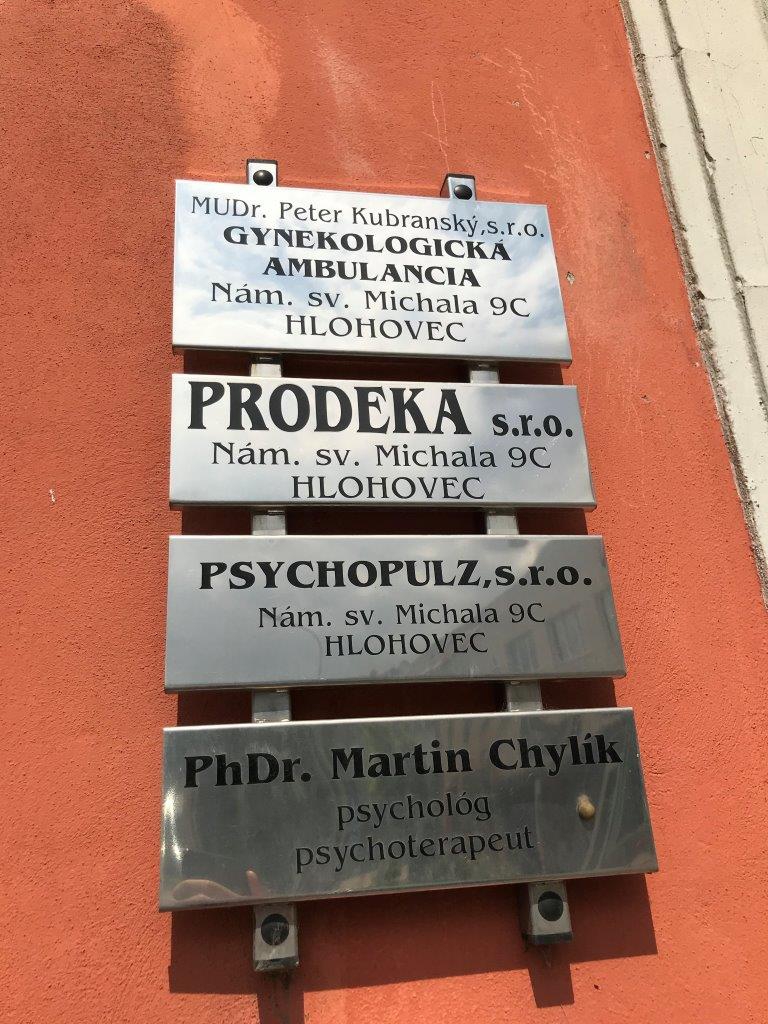 MUDr. Peter Kubranský,s.r.o.
GYNEKOLOGICKÁ
AMBULANCIA
Nám. sv. Michala 9C
HLOHOVEC
PRODEKA s.r.o.
Nám. sv. Michala 9C
HLOHOVEC
PSYCHOPULZ,s.r.o.
Nám. sv. Michala 9C
HLOHOVEC
PhDr. Martin Chylík
psychológ
psychoterapeut